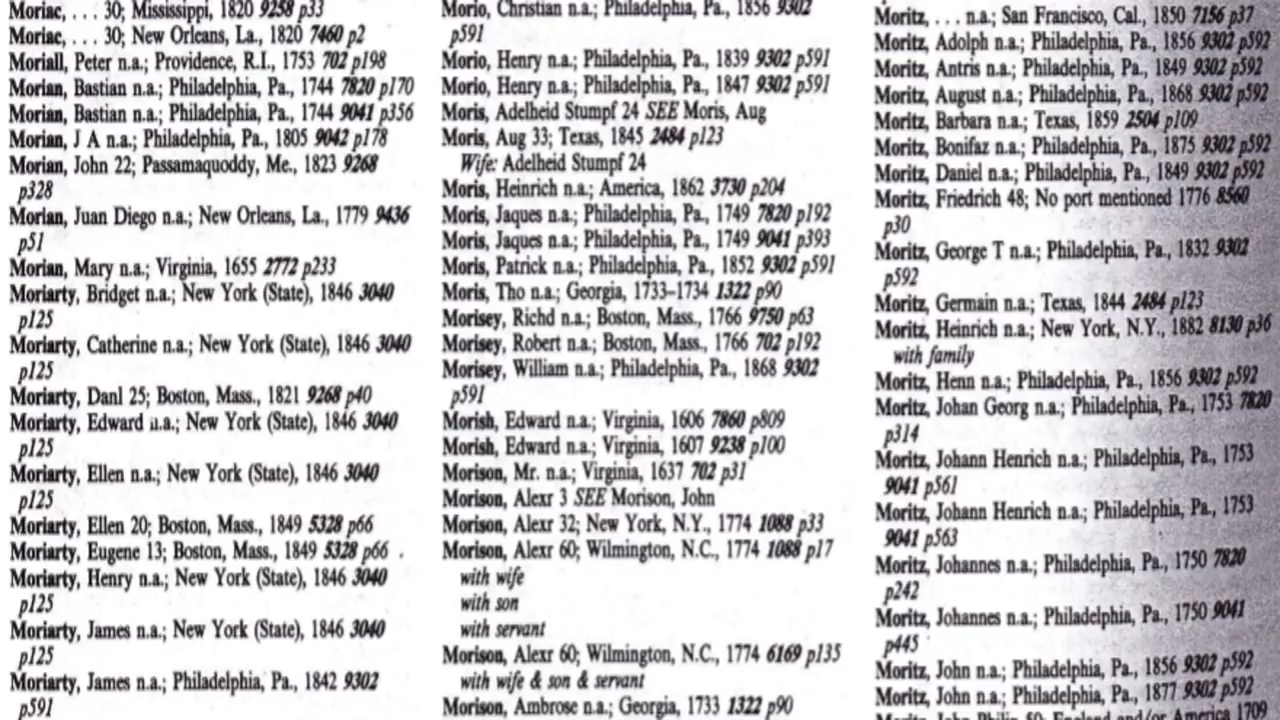 Moriac, . . . 30; Mississippi, 1820 9258 p33
Moriac, . . . 30; New Orleans, La., 1820 7460 p2
Moriall, Peter n.a.; Providence, R.I., 1753 702 p198
Morian, Bastian n.a.; Philadelphia, Pa., 1744 7820 p170
Morian, Bastian n.a.; Philadelphia, Pa., 1744 9041 p356
Morian, J A n.a.; Philadelphia, Pa., 1805 9042 p178
Morian, John 22; Passamaquoddy, Me., 1823 9268
p328
Morian, Juan Diego n.a.; New Orleans, La., 1779 9436
p51
Morian, Mary n.a.; Virginia, 1655 2772 p233
Moriarty, Bridget n.a.; New York (State), 1846 3040
p125
Moriarty, Catherine n.a.; New York (State), 1846 3040
p125
Moriarty, Danl 25; Boston, Mass., 1821 9268 p40
Moriarty, Edward n.a.; New York (State), 1846 3040
p125
Moriarty, Ellen n.a.; New York (State), 1846 3040
p125
Moriarty, Ellen 20; Boston, Mass., 1849 5328 p66
Moriarty, Eugene 13; Boston, Mass., 1849 5328 p66 .
Moriarty, Henry n.a.; New York (State), 1846 3040
p125
Moriarty, James n.a.; New York (State), 1846 3040
p125
Moriarty, James n.a.; Philadelphia, Pa., 1842 9302
p591
Morio, Christian n.a.; Philadelphia, Pa., 1856 9302
p591
Morio, Henry n.a.; Philadelphia, Pa., 1839 9302 p591
Morio, Henry n.a.; Philadelphia, Pa., 1847 9302 p591
Moris, Adelheid Stumpf 24 SEE Moris, Aug
Moris, Aug 33; Texas, 1845 2484 p123
Wife: Adelheid Stumpf 24
Moris, Heinrich n.a.; America, 1862 3730 p204
Moris, Jaques n.a.; Philadelphia, Pa., 1749 7820 p192
Moris, Jaques n.a.; Philadelphia, Pa., 1749 9041 p393
Moris, Patrick n.a.; Philadelphia, Pa., 1852 9302 p591
Moris, Tho n.a.; Georgia, 1733–1734 1322 p90
Morisey, Richd n.a.; Boston, Mass., 1766 9750 p63
Morisey, Robert n.a.; Boston, Mass., 1766 702 p192
Morisey, William n.a.; Philadelphia, Pa., 1868 9302
p591
Morish, Edward n.a.; Virginia, 1606 7860 p809
Morish, Edward n.a.; Virginia, 1607 9238 p100
Morison, Mr. n.a.; Virginia, 1637 702 p31
Morison, Alexr 3 SEE Morison, John
Morison, Alexr 32; New York, N.Y., 1774 1088 p33
Morison, Alexr 60; Wilmington, N.C., 1774 1088 p17
with wife
with son
with servant
Morison, Alexr 60; Wilmington, N.C., 1774 6169 p135
with wife & son & servant
Morison, Ambrose n.a.; Georgia, 1733 1322 p90
Moritz, . . . n.a.; San Francisco, Cal., 1850 7156 p37
Moritz, Adolph n.a.; Philadelphia, Pa., 1856 9302 p592
Moritz, Antris n.a.; Philadelphia, Pa., 1849 9302 p592
Moritz, August n.a.; Philadelphia, Pa., 1868 9302 p592
Moritz, Barbara n.a.; Texas, 1859 2504 p109
Moritz, Bonifaz n.a.; Philadelphia, Pa., 1875 9302 p592
Moritz, Daniel n.a.; Philadelphia, Pa., 1849 9302 p592
Moritz, Friedrich 48; No port mentioned 1776 8560
p30
Moritz, George T n.a.; Philadelphia, Pa., 1832 9302
p592
Moritz, Germain n.a.; Texas, 1844 2484 p123
Moritz, Heinrich n.a.; New York, N.Y., 1882 8130 p36
with family
Moritz, Henn n.a.; Philadelphia, Pa., 1856 9302 p592
Moritz, Johan Georg n.a.; Philadelphia, Pa., 1753 7820
p314
Moritz, Johann Henrich n.a.; Philadelphia, Pa., 1753
9041 p561
Moritz, Johann Henrich n.a.; Philadelphia, Pa., 1753
9041 p563
Moritz, Johannes n.a.; Philadelphia, Pa., 1750 7820
p242
Moritz, Johannes n.a.; Philadelphia, Pa., 1750 9041
p445
Moritz, John n.a.; Philadelphia, Pa., 1856 9302 p592
Moritz, John n.a.; Philadelphia, Pa., 1877 9302 p592
Moritz, John Philip 50; England and/or America 1709